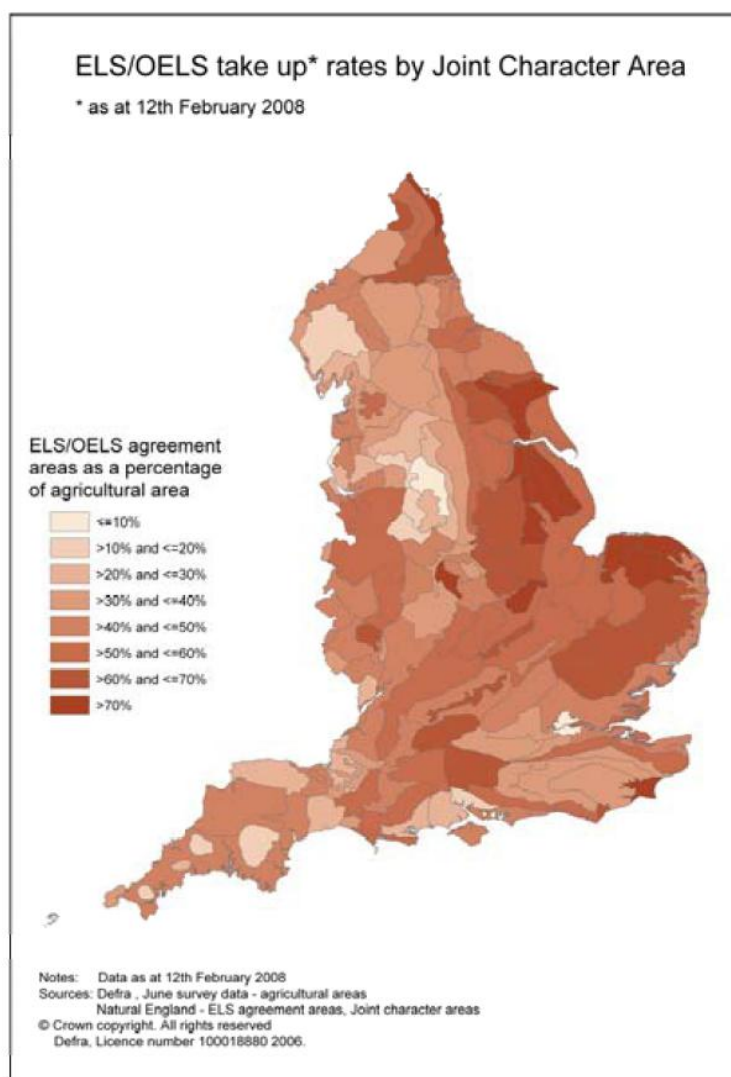 ELS/OELS take up* rates by Joint Character Area
* as at 12th February 2008
ELS/OELS agreement
areas as a percentage
of agricultural area
<=10%
>10% and <=20%
>20% and <=30%
>30% and <=40%
>40% and <=50%
>50% and <=60%
>60% and <=70%
>70%
Notes: Data as at 12th February 2008
Sources: Defra , June survey data - agricultural areas
Natural England - ELS agreement areas, Joint character areas
© Crown copyright. All rights reserved
Defra, Licence number 100018880 2006.